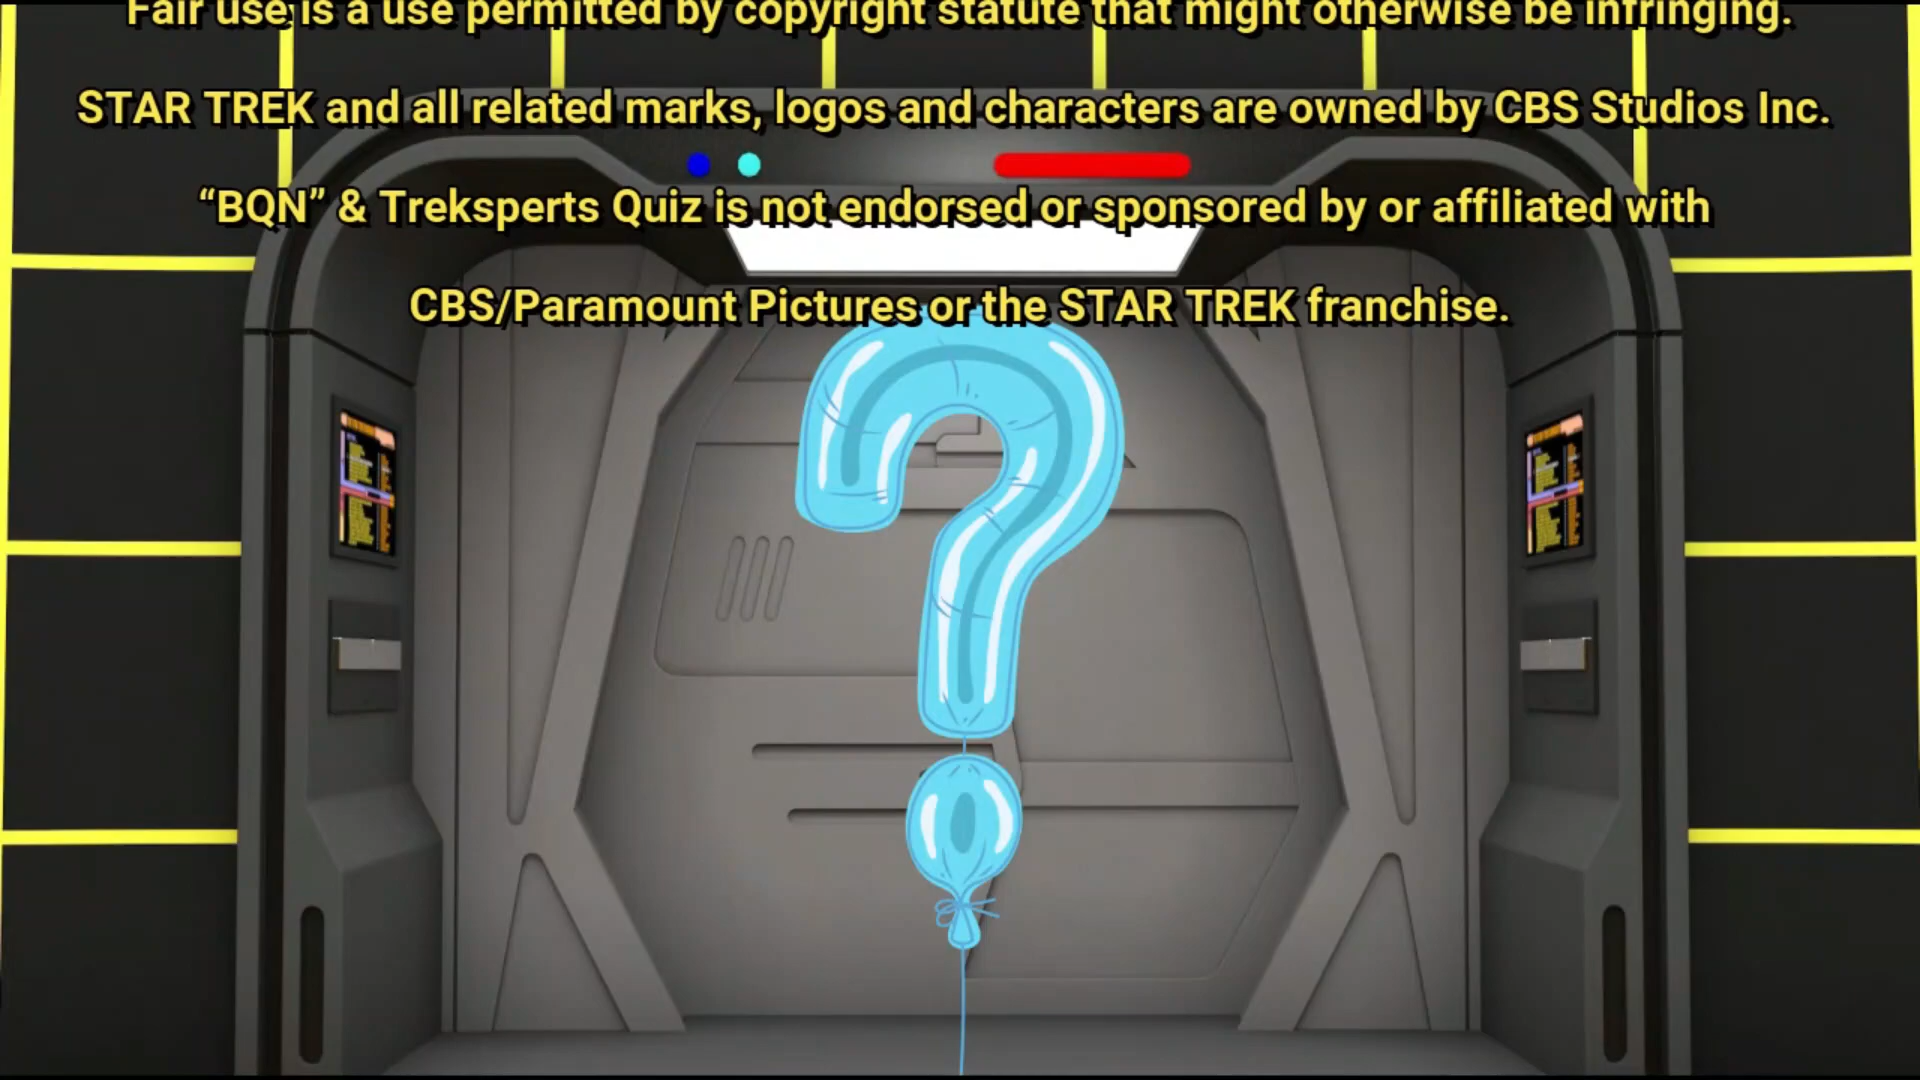 Fair use is a use permitted by copyright statute that might otherwise be infringing.
STAR TREK and all related marks, logos and characters are owned by CBS Studios Inc.
“BQN” & Treksperts Quiz is not endorsed or sponsored by or affiliated with
CBS/Paramount Pictures or the STAR TREK franchise.